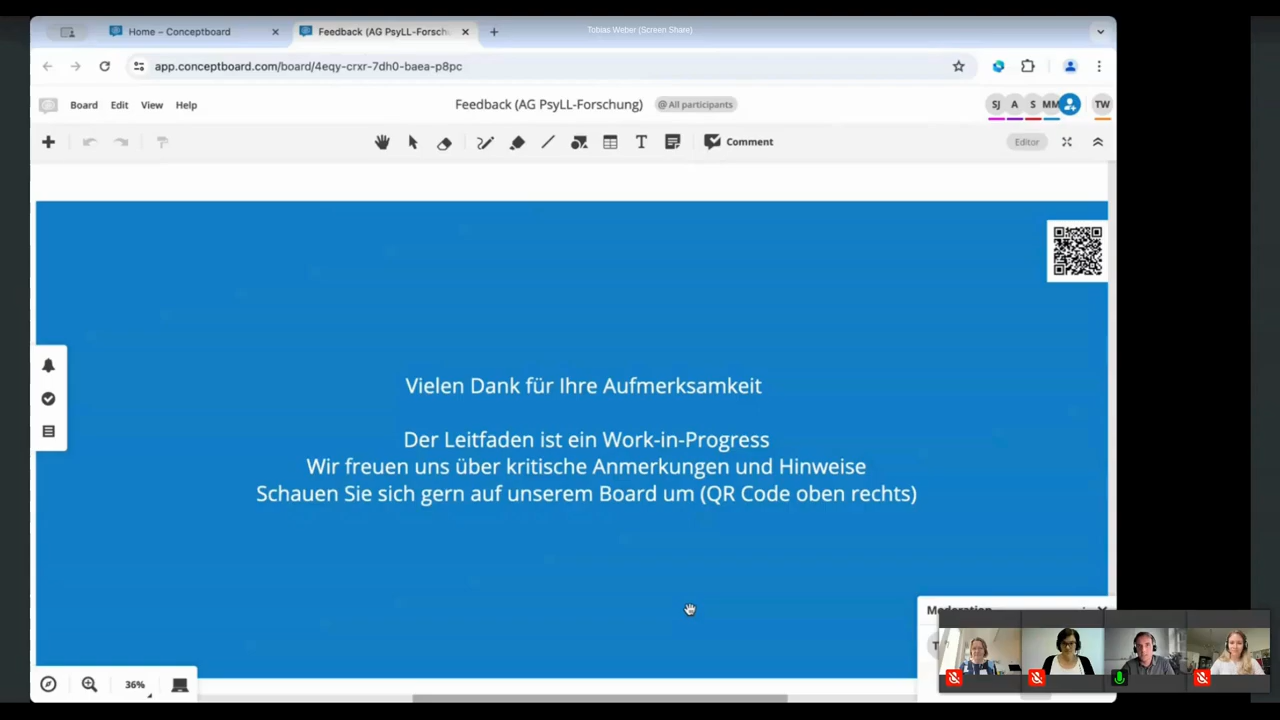 Home – Conceptboard
Feedback (AG PsyLL-Forsch
Tobias Weber (Screen Share)
app.conceptboard.com/board/4eqy-crxr-7dh0-baea-p8pc
Board Edit View Help
Feedback (AG PsyLL-Forschung)
@ All participants
SJ A S MM TW
Comment
Editor
Vielen Dank für Ihre Aufmerksamkeit
Der Leitfaden ist ein Work-in-Progress
Wir freuen uns über kritische Anmerkungen und Hinweise
Schauen Sie sich gern auf unserem Board um (QR Code oben rechts)
Moderation
36%